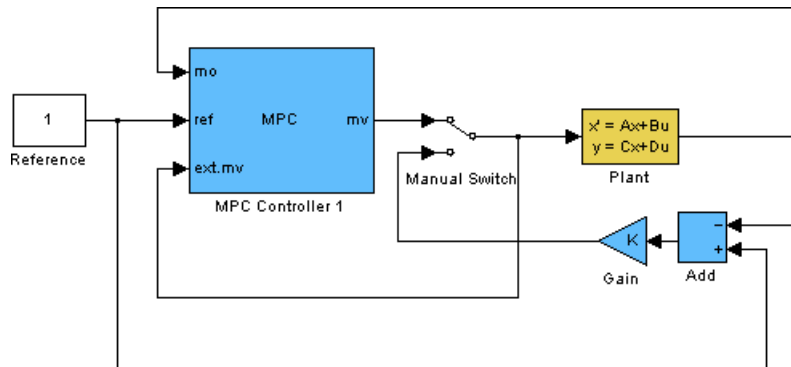 mo
1
ref
MPC
mv
ext.mv
Reference
MPC Controller 1
Manual Switch
x' = Ax+Bu
y = Cx+Du
Plant
K
Gain
−
+
Add